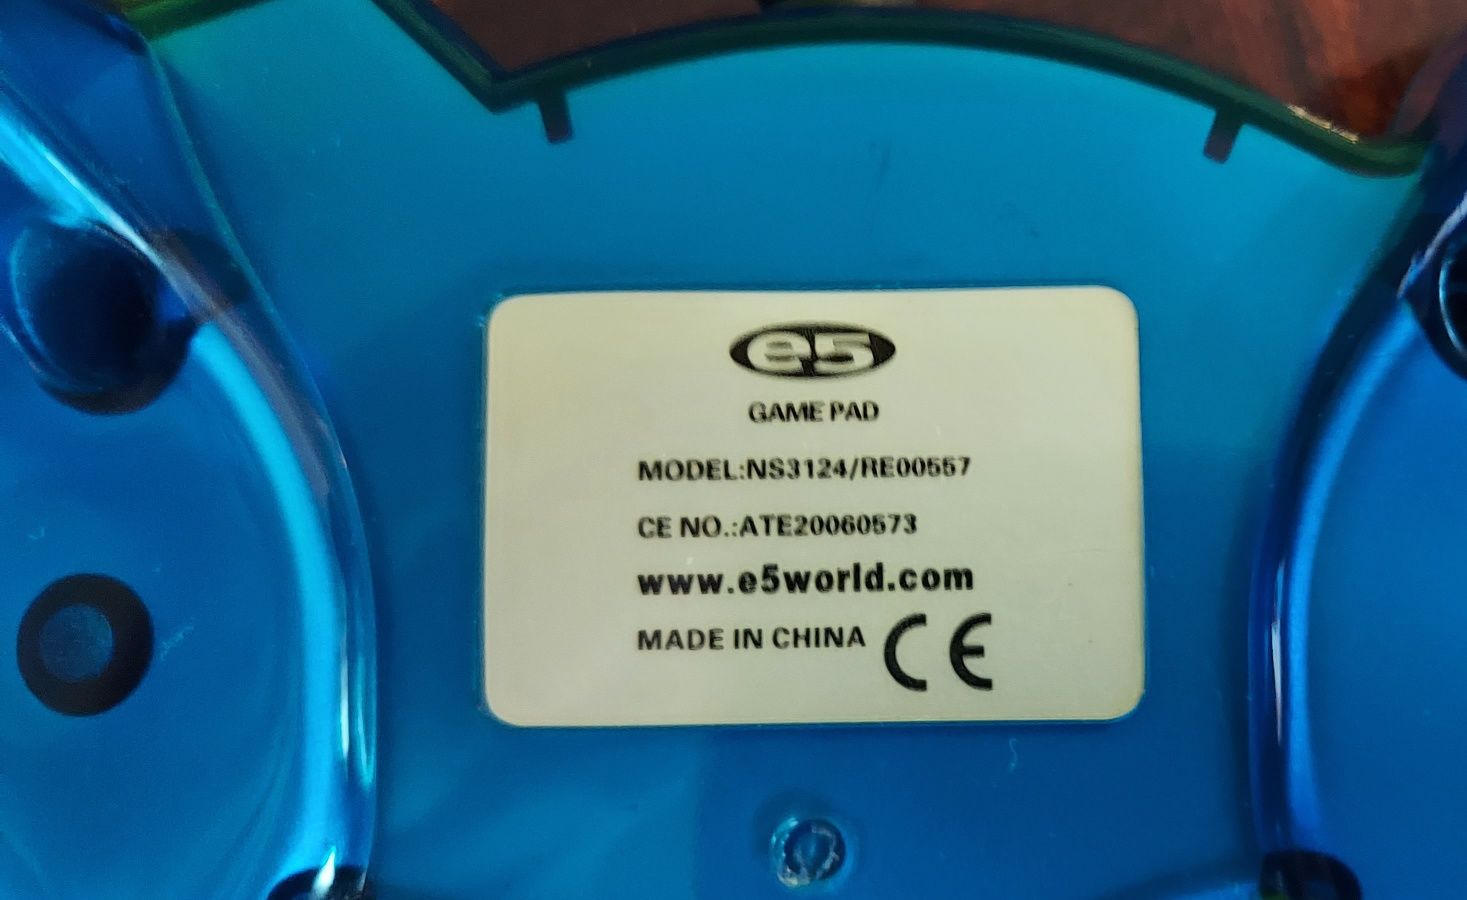 e5
GAME PAD
MODEL:NS3124/RE00557
CE NO.:ATE20060573
www.e5world.com
MADE IN CHINA CE